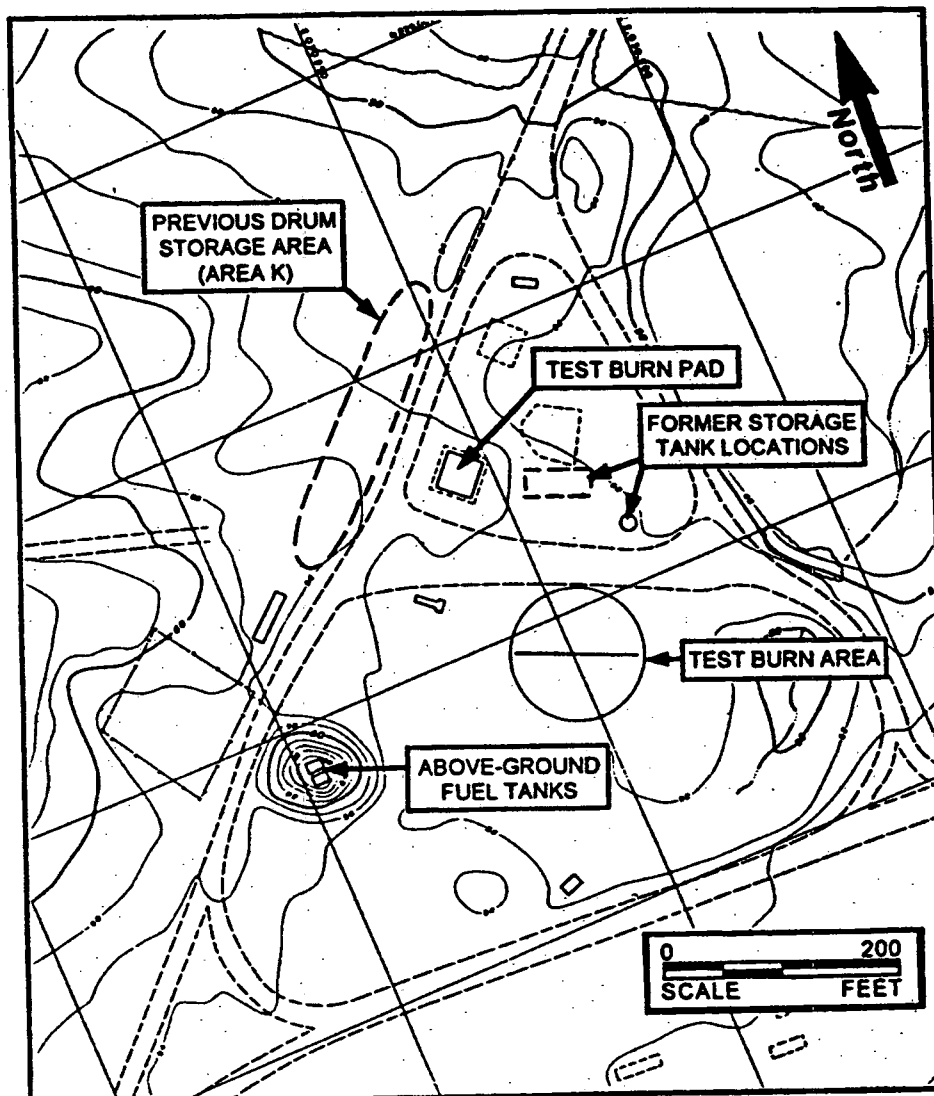 North
PREVIOUS DRUM
STORAGE AREA
(AREA K)
TEST BURN PAD
FORMER STORAGE
TANK LOCATIONS
TEST BURN AREA
ABOVE-GROUND
FUEL TANKS
0 200
SCALE FEET